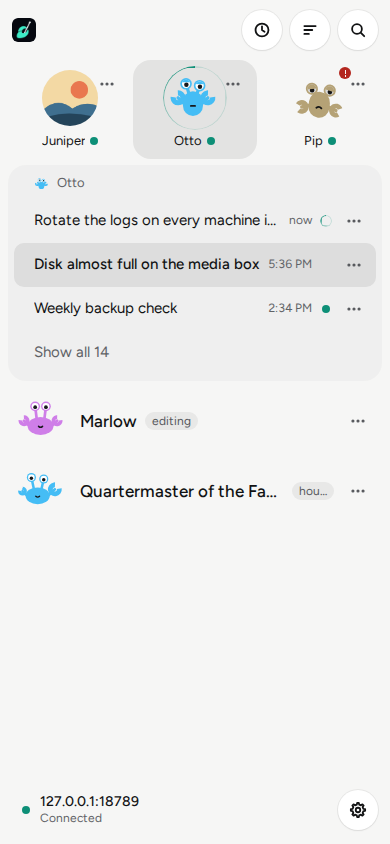 Juniper
Otto
Pip
Otto
Rotate the logs on every machine i... now
Disk almost full on the media box 5:36 PM
Weekly backup check 2:34 PM
Show all 14
Marlow editing
Quartermaster of the Fa... hou...
127.0.0.1:18789
Connected